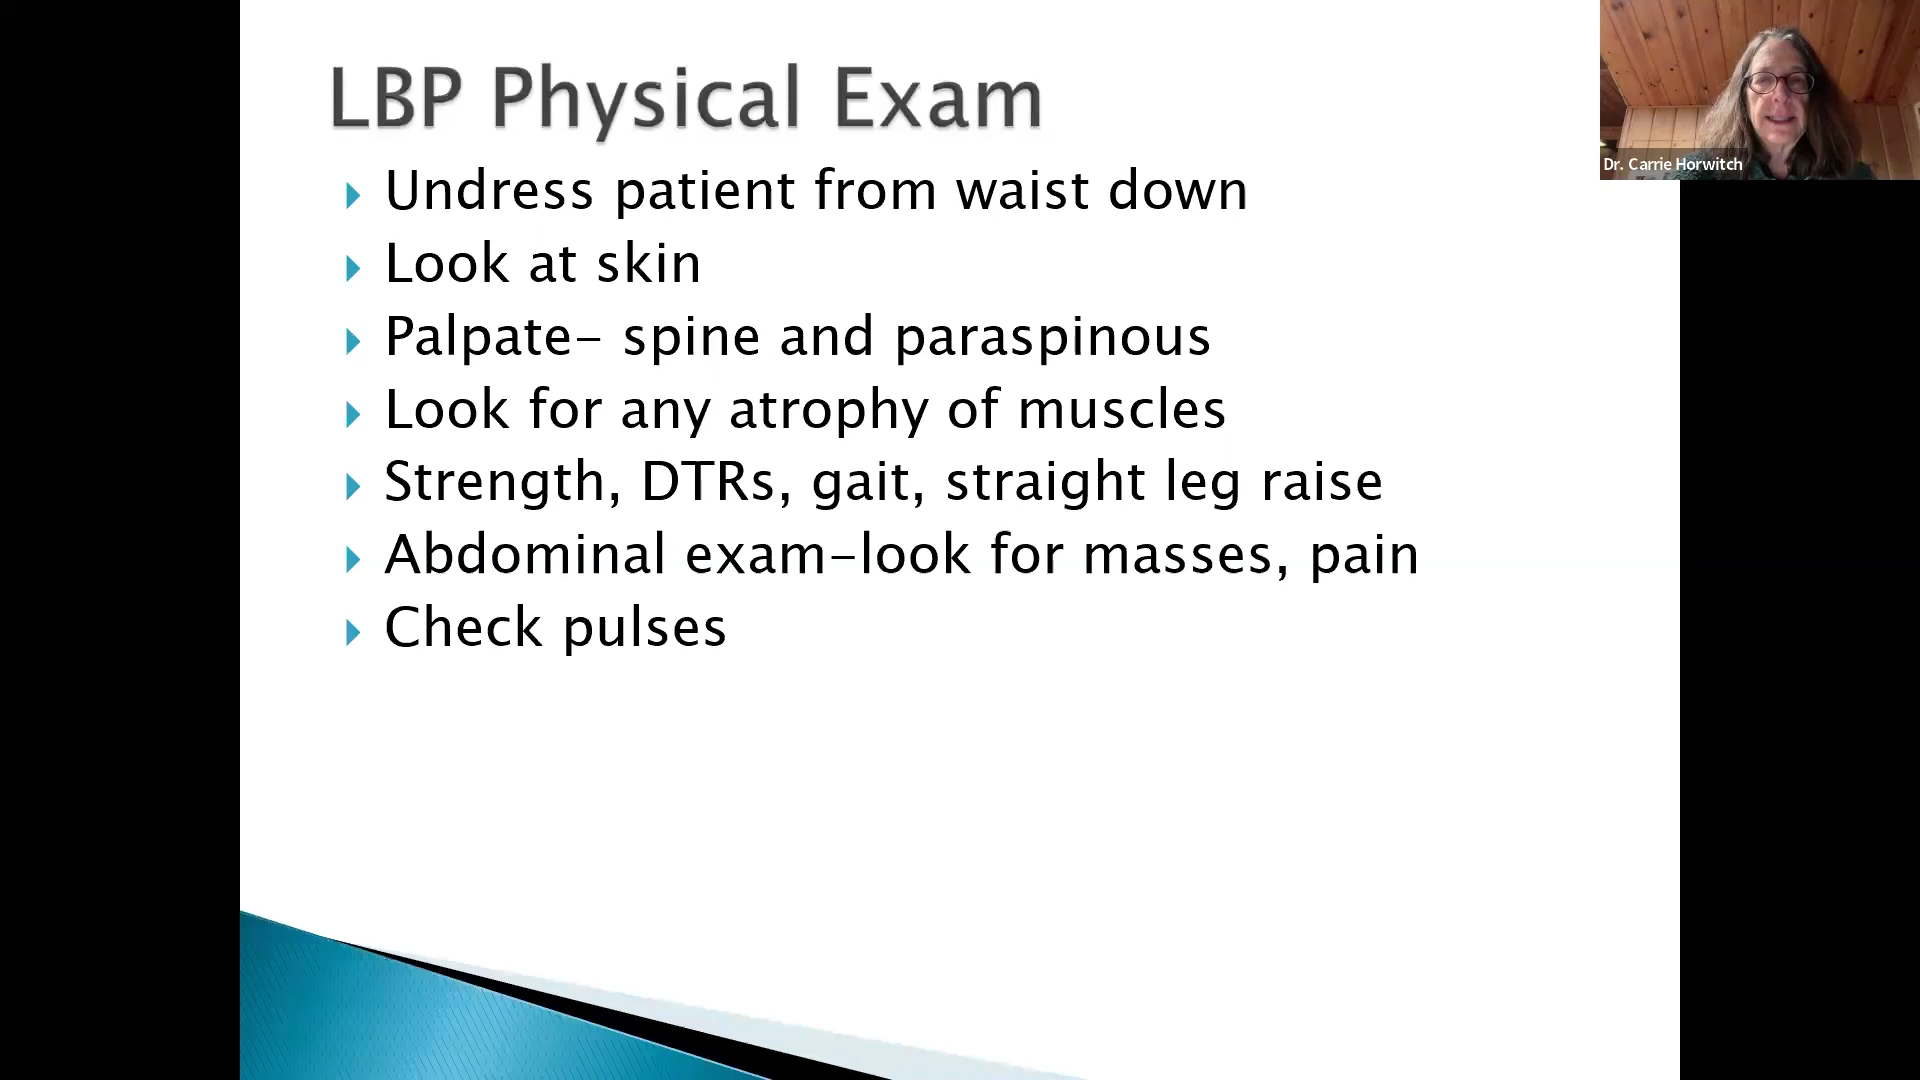 LBP Physical Exam
Undress patient from waist down
Look at skin
Palpate- spine and paraspinous
Look for any atrophy of muscles
Strength, DTRs, gait, straight leg raise
Abdominal exam-look for masses, pain
Check pulses
Dr. Carrie Horwitch